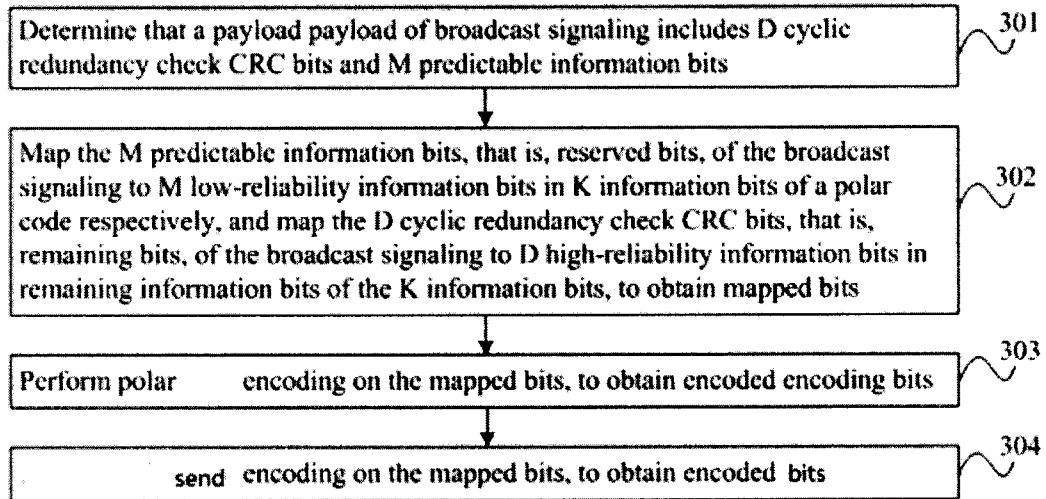 Determine that a payload payload of broadcast signaling includes D cyclic
redundancy check CRC bits and M predictable information bits
301
Map the M predictable information bits, that is, reserved bits, of the broadcast
signaling to M low-reliability information bits in K information bits of a polar
code respectively, and map the D cyclic redundancy check CRC bits, that is,
remaining bits, of the broadcast signaling to D high-reliability information bits in
remaining information bits of the K information bits, to obtain mapped bits
302
Perform polar encoding on the mapped bits, to obtain encoded encoding bits
303
send encoding on the mapped bits, to obtain encoded bits
304